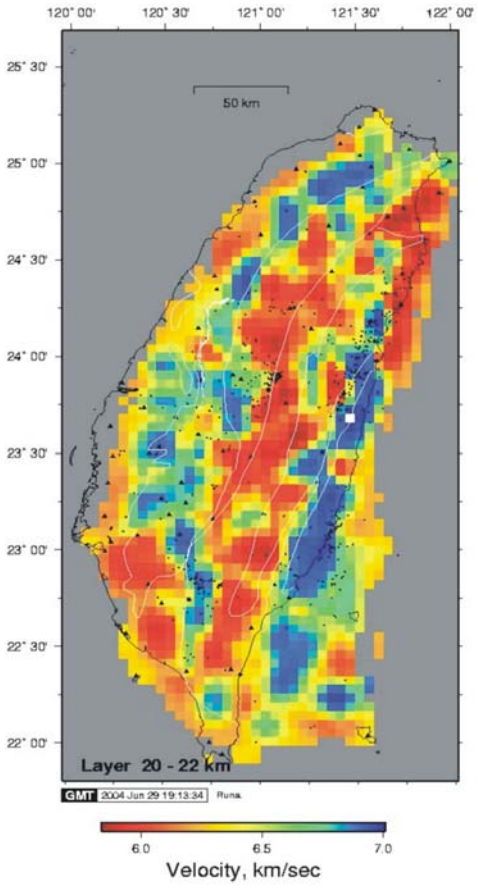 120° 00' 120° 30' 121° 00' 121° 30' 122° 00'
25° 30'
50 km
25° 00'
24° 30'
24° 00'
23° 30'
23° 00'
22° 30'
22° 00'
Layer 20 - 22 km
GMT 2004 Jun 29 19:13:34 Runa.
6.0 6.5 7.0
Velocity, km/sec